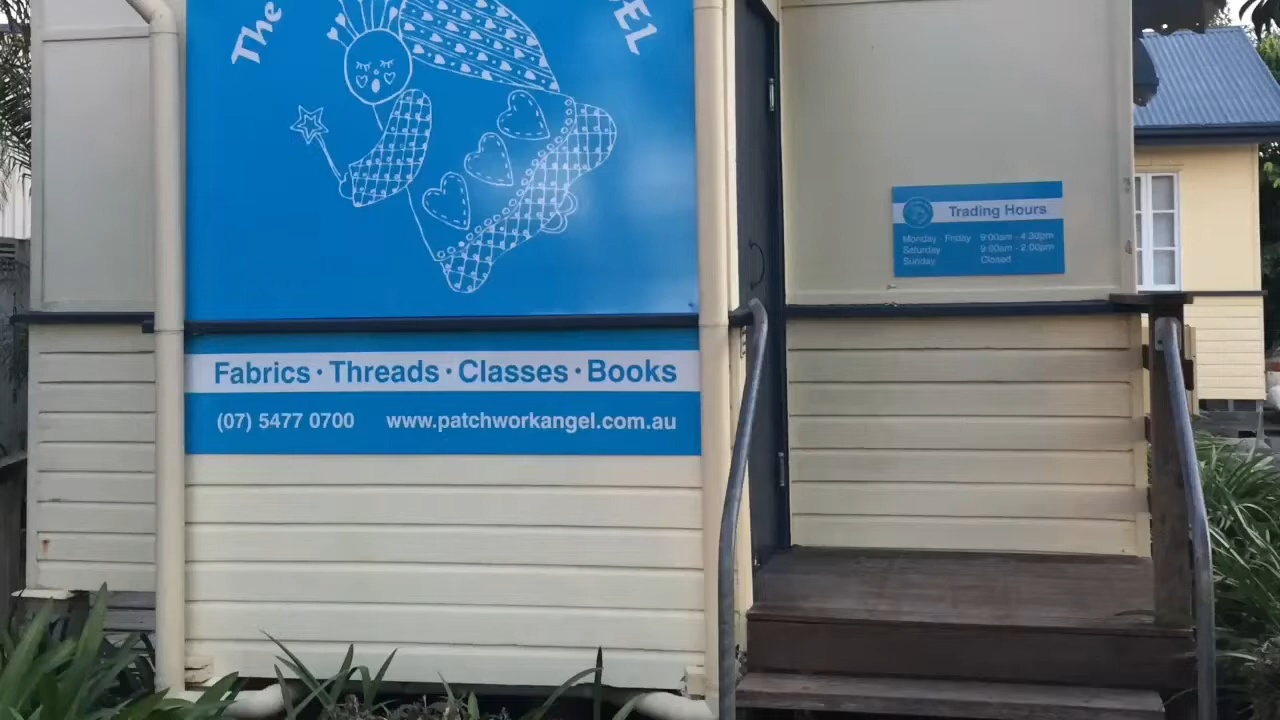 The
GEL
Fabrics · Threads · Classes · Books
(07) 5477 0700 www.patchworkangel.com.au
Trading Hours
Monday - Friday 9:00am - 4:30pm
Saturday 9:00am - 2:00pm
Sunday Closed